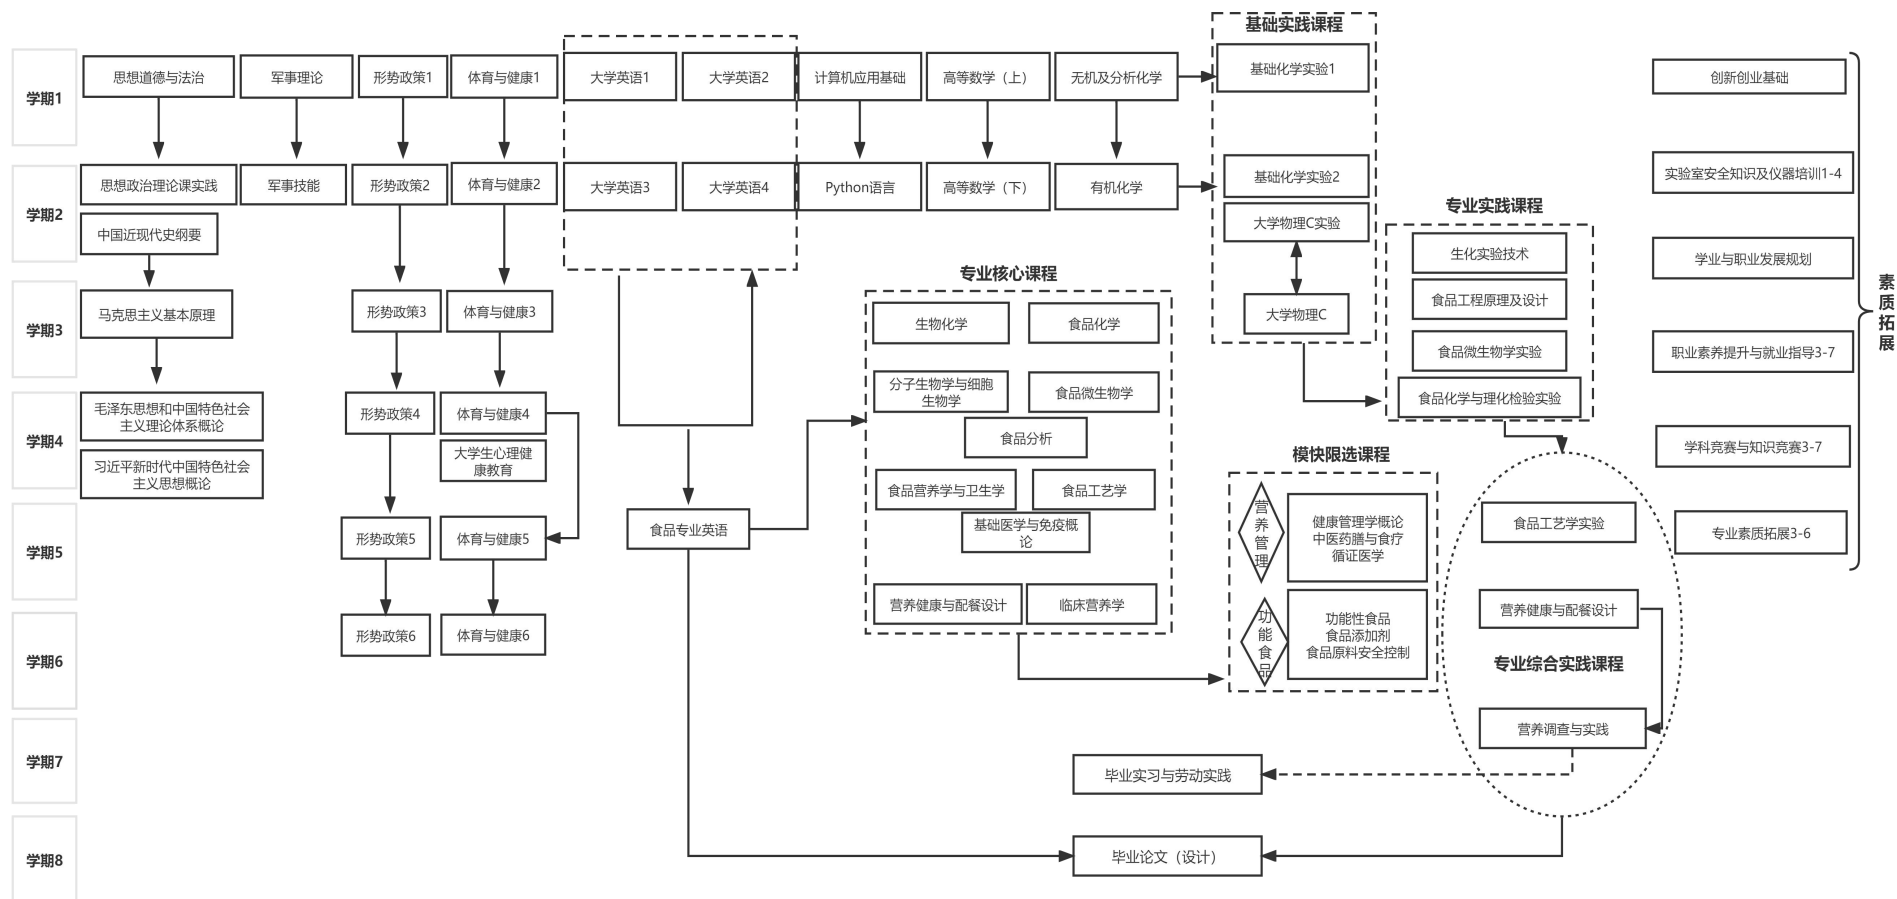 基础实践课程
学期1
思想道德与法治
军事理论
形势政策1
体育与健康1
大学英语1
大学英语2
计算机应用基础
高等数学（上）
无机及分析化学
基础化学实验1
创新创业基础
学期2
思想政治理论课实践
军事技能
形势政策2
体育与健康2
大学英语3
大学英语4
Python语言
高等数学（下）
有机化学
基础化学实验2
实验室安全知识及仪器培训1-4
中国近现代史纲要
大学物理C实验
专业实践课程
生化实验技术
学业与职业发展规划
专业核心课程
学期3
马克思主义基本原理
形势政策3
体育与健康3
生物化学
食品化学
大学物理C
食品工程原理及设计
食品微生物学实验
职业素养提升与就业指导3-7
素
质
拓
展
学期4
毛泽东思想和中国特色社会
主义理论体系概论
形势政策4
体育与健康4
分子生物学与细胞
生物学
食品微生物学
食品化学与理化检验实验
食品分析
学科竞赛与知识竞赛3-7
习近平新时代中国特色社会
主义思想概论
大学生心理健
康教育
模快限选课程
食品营养学与卫生学
食品工艺学
学期5
形势政策5
体育与健康5
食品专业英语
基础医学与免疫概
论
营
养
管
理
健康管理学概论
中医药膳与食疗
循证医学
食品工艺学实验
专业素质拓展3-6
学期6
形势政策6
体育与健康6
营养健康与配餐设计
临床营养学
功
能
食
品
功能性食品
食品添加剂
食品原料安全控制
营养健康与配餐设计
专业综合实践课程
学期7
营养调查与实践
毕业实习与劳动实践
学期8
毕业论文（设计）